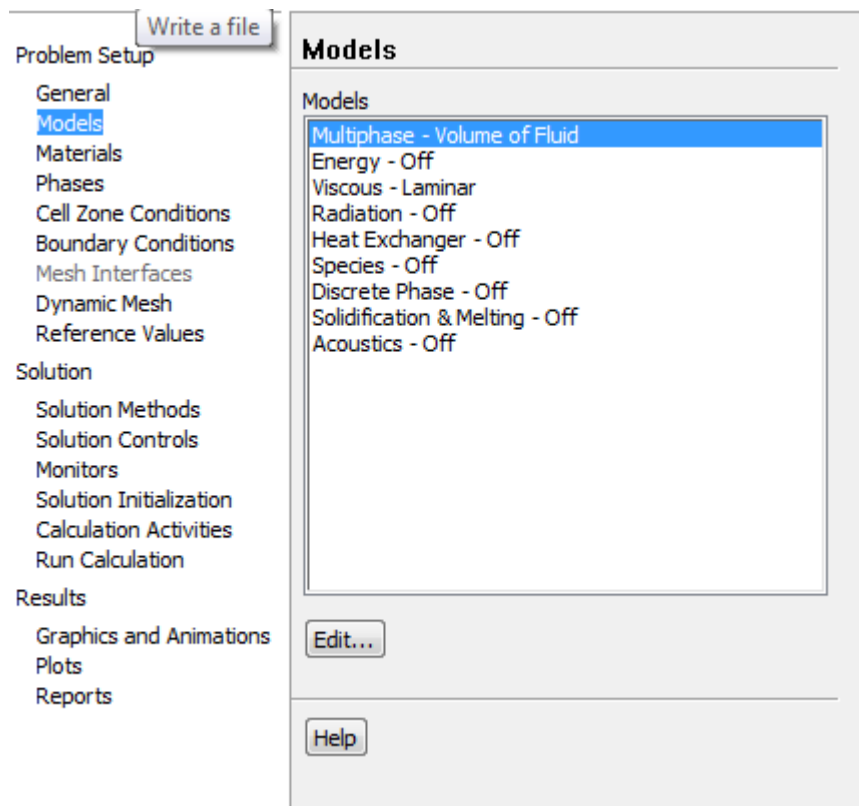 Write a file
Problem Setup
General
Models
Materials
Phases
Cell Zone Conditions
Boundary Conditions
Mesh Interfaces
Dynamic Mesh
Reference Values
Solution
Solution Methods
Solution Controls
Monitors
Solution Initialization
Calculation Activities
Run Calculation
Results
Graphics and Animations
Plots
Reports
Models
Models
Multiphase - Volume of Fluid
Energy - Off
Viscous - Laminar
Radiation - Off
Heat Exchanger - Off
Species - Off
Discrete Phase - Off
Solidification & Melting - Off
Acoustics - Off
Edit...
Help